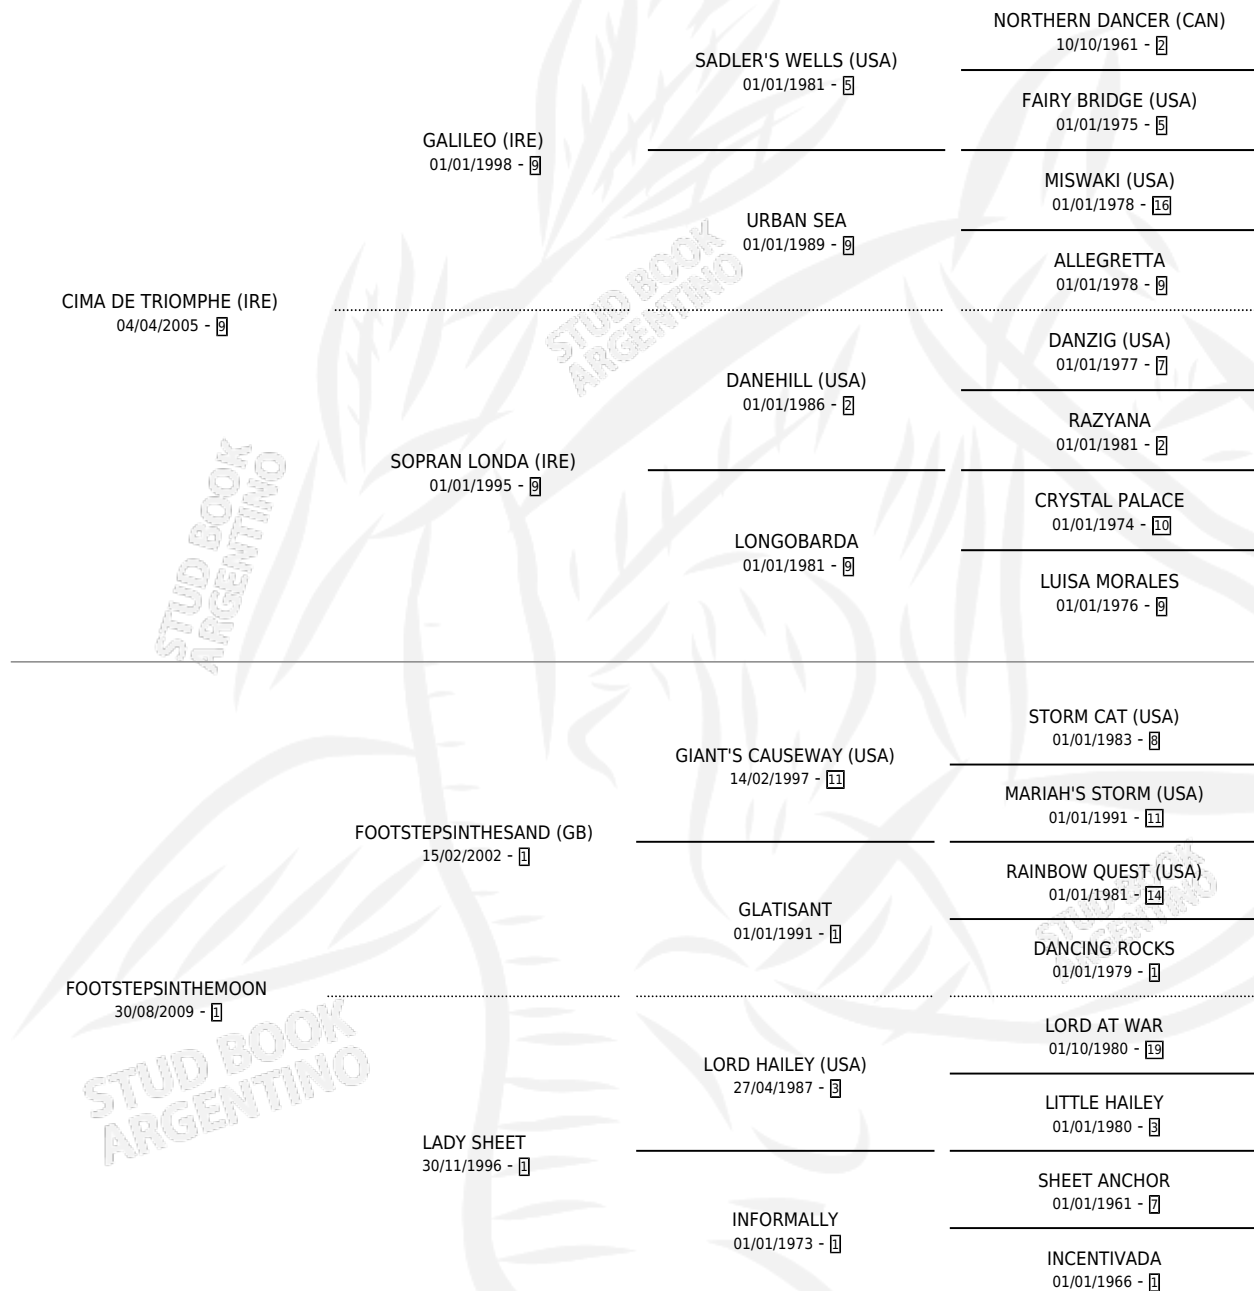 NORTHERN DANCER (CAN)
10/10/1961 - 2
SADLER'S WELLS (USA)
01/01/1981 - 5
FAIRY BRIDGE (USA)
01/01/1975 - 5
GALILEO (IRE)
01/01/1998 - 9
MISWAKI (USA)
01/01/1978 - 16
URBAN SEA
01/01/1989 - 9
ALLEGRETTA
01/01/1978 - 9
CIMA DE TRIOMPHE (IRE)
04/04/2005 - 9
DANZIG (USA)
01/01/1977 - 7
DANEHILL (USA)
01/01/1986 - 2
RAZYANA
01/01/1981 - 2
SOPRAN LONDA (IRE)
01/01/1995 - 9
CRYSTAL PALACE
01/01/1974 - 10
LONGOBARDA
01/01/1981 - 9
LUISA MORALES
01/01/1976 - 9
STORM CAT (USA)
01/01/1983 - 8
GIANT'S CAUSEWAY (USA)
14/02/1997 - 11
MARIAH'S STORM (USA)
01/01/1991 - 11
FOOTSTEPSINTHESAND (GB)
15/02/2002 - 1
RAINBOW QUEST (USA)
01/01/1981 - 14
GLATISANT
01/01/1991 - 1
DANCING ROCKS
01/01/1979 - 1
FOOTSTEPSINTHEMOON
30/08/2009 - 1
LORD AT WAR
01/10/1980 - 19
LORD HAILEY (USA)
27/04/1987 - 3
LITTLE HAILEY
01/01/1980 - 3
LADY SHEET
30/11/1996 - 1
SHEET ANCHOR
01/01/1961 - 7
INFORMALLY
01/01/1973 - 1
INCENTIVADA
01/01/1966 - 1
STUD BOOK
ARGENTINO
STUD BOOK
ARGENTINO
STUD BOOK
ARGENTINO
STUD BOOK
ARGENTINO